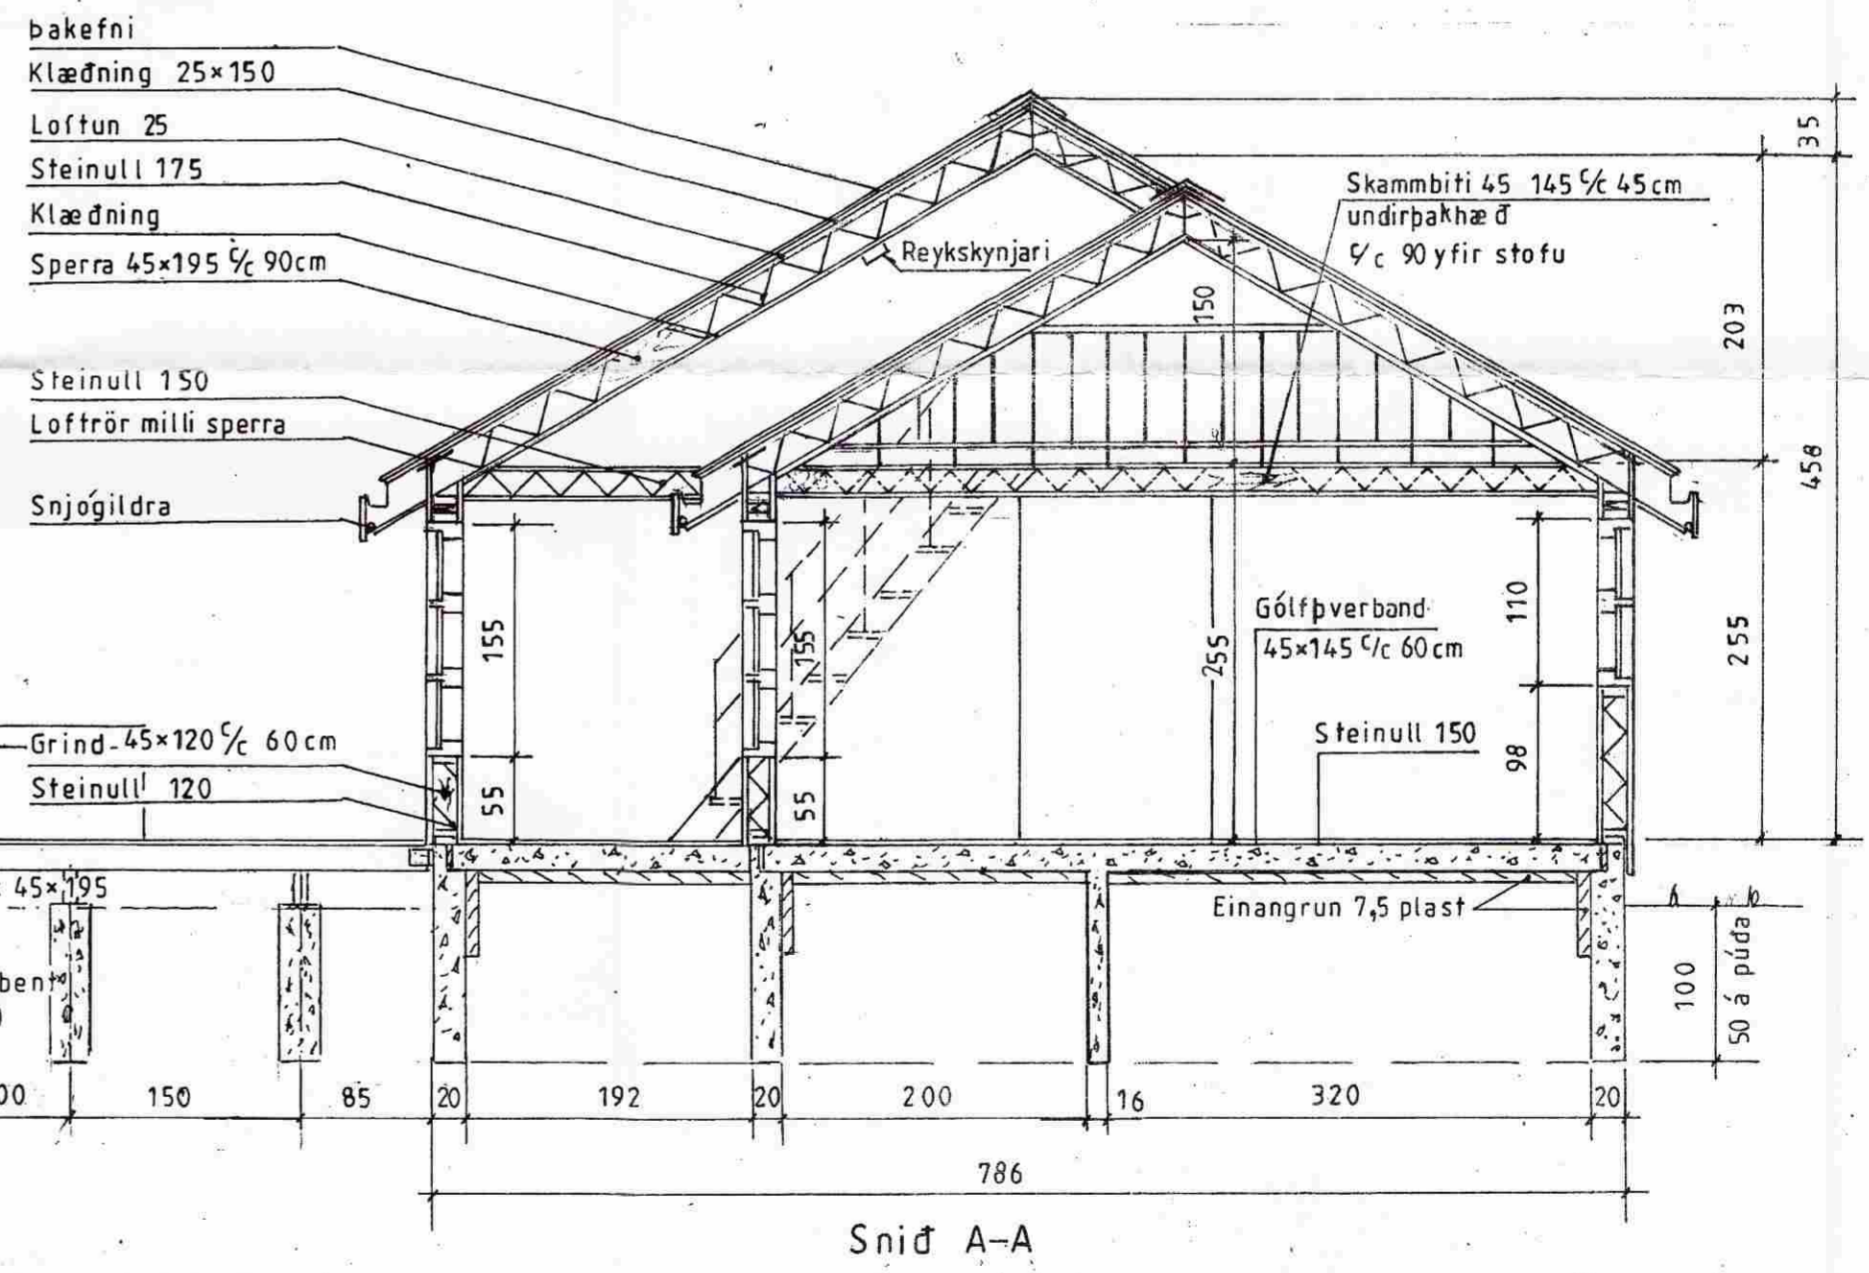 Þakefni
Klæðning 25×150
Loftun 25
Steinull 175
Klæðning
Sperra 45×195 c/c 90cm
Steinull 150
Loftrör milli sperra
Snjógildra
Grind 45×120 c/c 60cm
Steinull 120
45×195
bent
Reykskynjari
Skammbiti 45 145 c/c 45cm
undirþakhæð
c/c 90 yfir stofu
150
35
203
458
255
155
55
155
55
255
Gólfþverband
45×145 c/c 60cm
Steinull 150
110
98
Einangrun 7,5 plast
100
50 á púða
00
150
85
20
192
20
200
16
320
20
786
Snið A-A